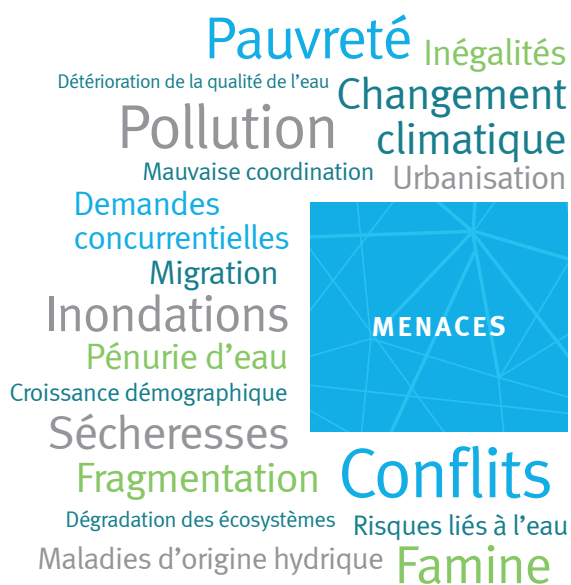 Pauvreté
Inégalités
Détérioration de la qualité de l'eau
Changement
climatique
Pollution
Mauvaise coordination
Urbanisation
Demandes
concurrentielles
Migration
Inondations
MENACES
Pénurie d'eau
Croissance démographique
Sécheresses
Fragmentation
Conflits
Dégradation des écosystèmes
Risques liés à l'eau
Maladies d'origine hydrique
Famine